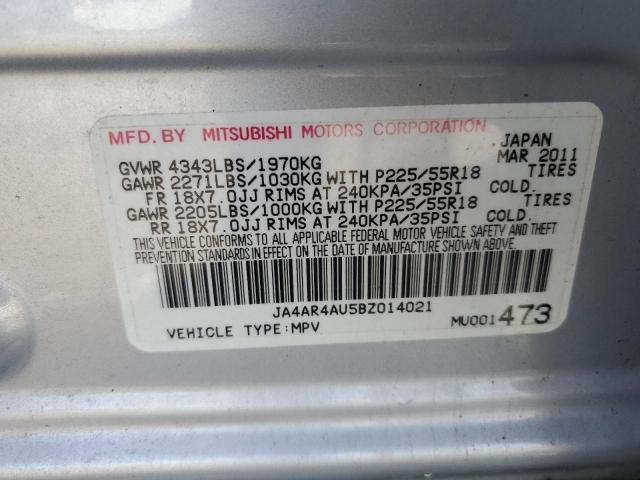 MFD. BY MITSUBISHI MOTORS CORPORATION JAPAN
GVWR 4343LBS/1970KG MAR 2011
GAWR 2271LBS/1030KG WITH P225/55R18 TIRES
FR 18X7.0JJ RIMS AT 240KPA/35PSI COLD.
GAWR 2205LBS/1000KG WITH P225/55R18 TIRES
RR 18X7.0JJ RIMS AT 240KPA/35PSI COLD.
THIS VEHICLE CONFORMS TO ALL APPLICABLE FEDERAL MOTOR VEHICLE SAFETY AND THEFT
PREVENTION STANDARDS IN EFFECT ON THE DATE OF MANUFACTURE SHOWN ABOVE.
JA4AR4AU5BZ014021
VEHICLE TYPE:MPV MU001473